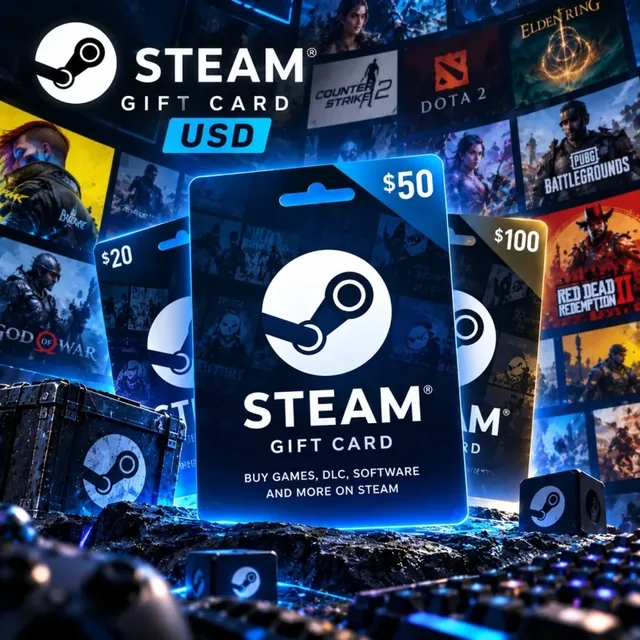 STEAM®
GIFT CARD
USD
COUNTER
STRIKE 2
DOTA 2
ELDEN RING
PUBG
BATTLEGROUNDS
RED DEAD
REDEMPTION II
GOD OF WAR
$20
$50
$100
STEAM®
GIFT CARD
BUY GAMES, DLC, SOFTWARE
AND MORE ON STEAM